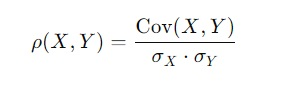 ρ(X, Y) = Cov(X, Y) / σ_X · σ_Y